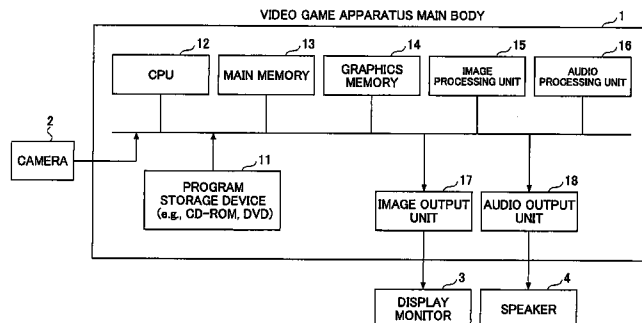 VIDEO GAME APPARATUS MAIN BODY
1
12
CPU
13
MAIN MEMORY
14
GRAPHICS
MEMORY
15
IMAGE
PROCESSING UNIT
16
AUDIO
PROCESSING UNIT
2
CAMERA
11
PROGRAM
STORAGE DEVICE
(e.g., CD-ROM, DVD)
17
IMAGE OUTPUT
UNIT
18
AUDIO OUTPUT
UNIT
3
DISPLAY
MONITOR
4
SPEAKER